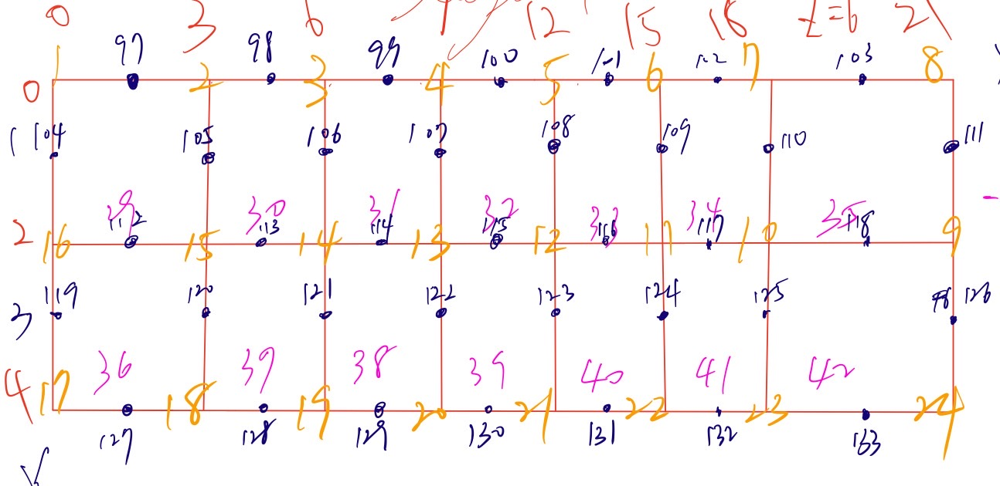 0 3 6 12 15 18 z=6 21
97 98 99 100 101 102 103
0 1 2 3 4 5 6 7 8
1 104 105 106 107 108 109 110 111
29 30 31 32 33 34 35
112 113 114 115 116 117 118
2 16 15 14 13 12 11 10 9
3 119 120 121 122 123 124 125 126
36 39 38 39 40 41 42
4 17 18 19 20 21 22 23 24
127 128 129 130 131 132 133